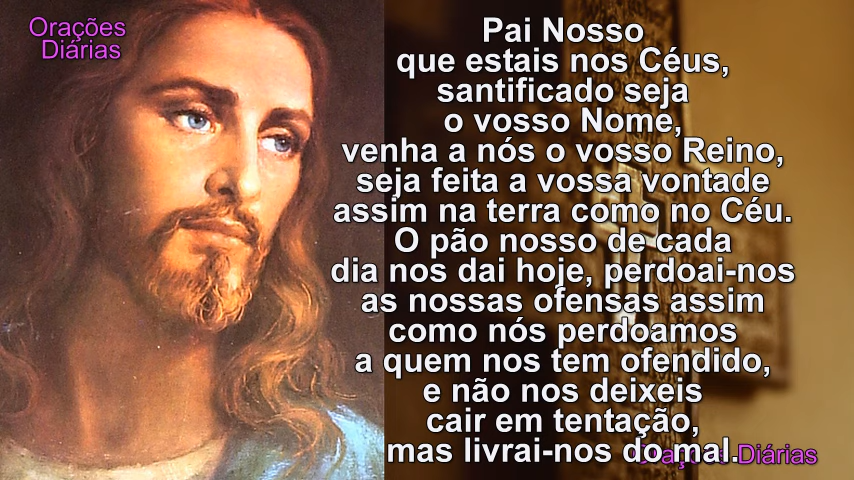 Orações
Diárias
Pai Nosso
que estais nos Céus,
santificado seja
o vosso Nome,
venha a nós o vosso Reino,
seja feita a vossa vontade
assim na terra como no Céu.
O pão nosso de cada
dia nos dai hoje, perdoai-nos
as nossas ofensas assim
como nós perdoamos
a quem nos tem ofendido,
e não nos deixeis
cair em tentação,
mas livrai-nos do mal.
Orações Diárias